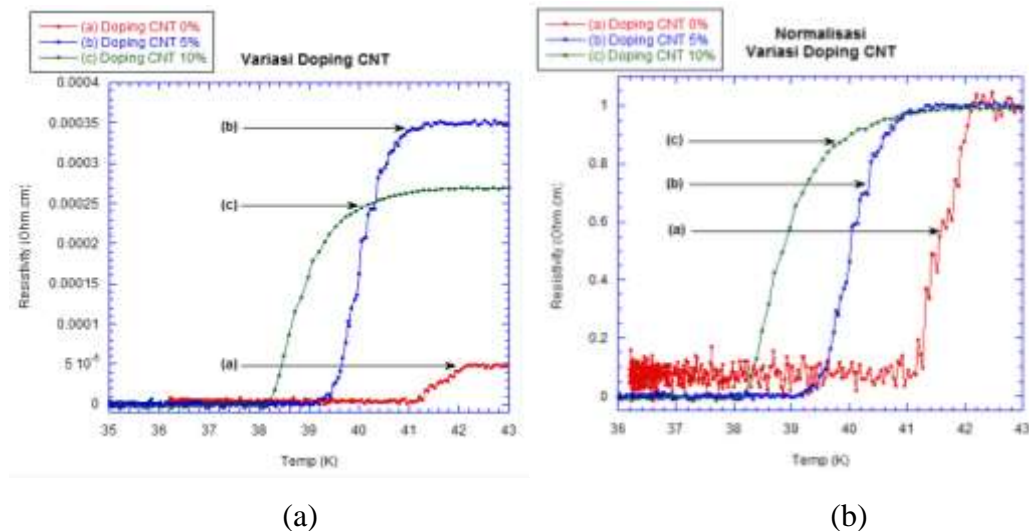 (a) Doping CNT 0%
(b) Doping CNT 5%
(c) Doping CNT 10%
Variasi Doping CNT
0.0004
0.00035
0.0003
0.00025
0.0002
0.00015
0.0001
5 10⁻⁵
0
(b)
(c)
(a)
Resistivity (Ohm.cm)
35 36 37 38 39 40 41 42 43
Temp (K)
(a)
(a) Doping CNT 0%
(b) Doping CNT 5%
(c) Doping CNT 10%
Normalisasi
Variasi Doping CNT
1
0.8
0.6
0.4
0.2
0
(c)
(b)
(a)
Resistivity (Ohm.cm)
36 37 38 39 40 41 42 43
Temp (K)
(b)